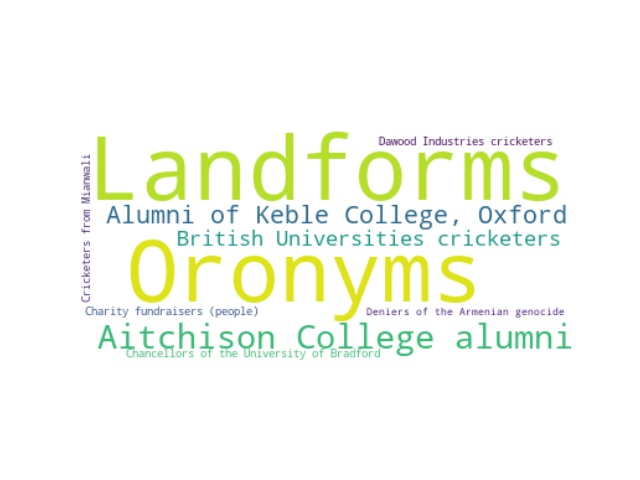 Dawood Industries cricketers
Landforms
Cricketers from Mianwali
Alumni of Keble College, Oxford
British Universities cricketers
Oronyms
Charity fundraisers (people)
Deniers of the Armenian genocide
Aitchison College alumni
Chancellors of the University of Bradford